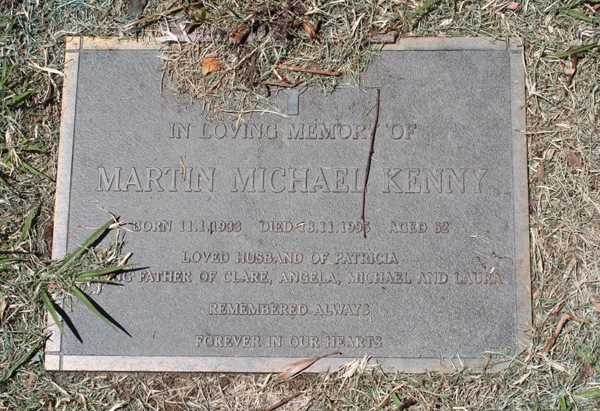 IN LOVING MEMORY OF
MARTIN MICHAEL KENNY
BORN 11.1.1933 DIED 18.11.1995 AGED 62
LOVED HUSBAND OF PATRICIA
FATHER OF CLARE, ANGELA, MICHAEL AND LAURA
REMEMBERED ALWAYS
FOREVER IN OUR HEARTS